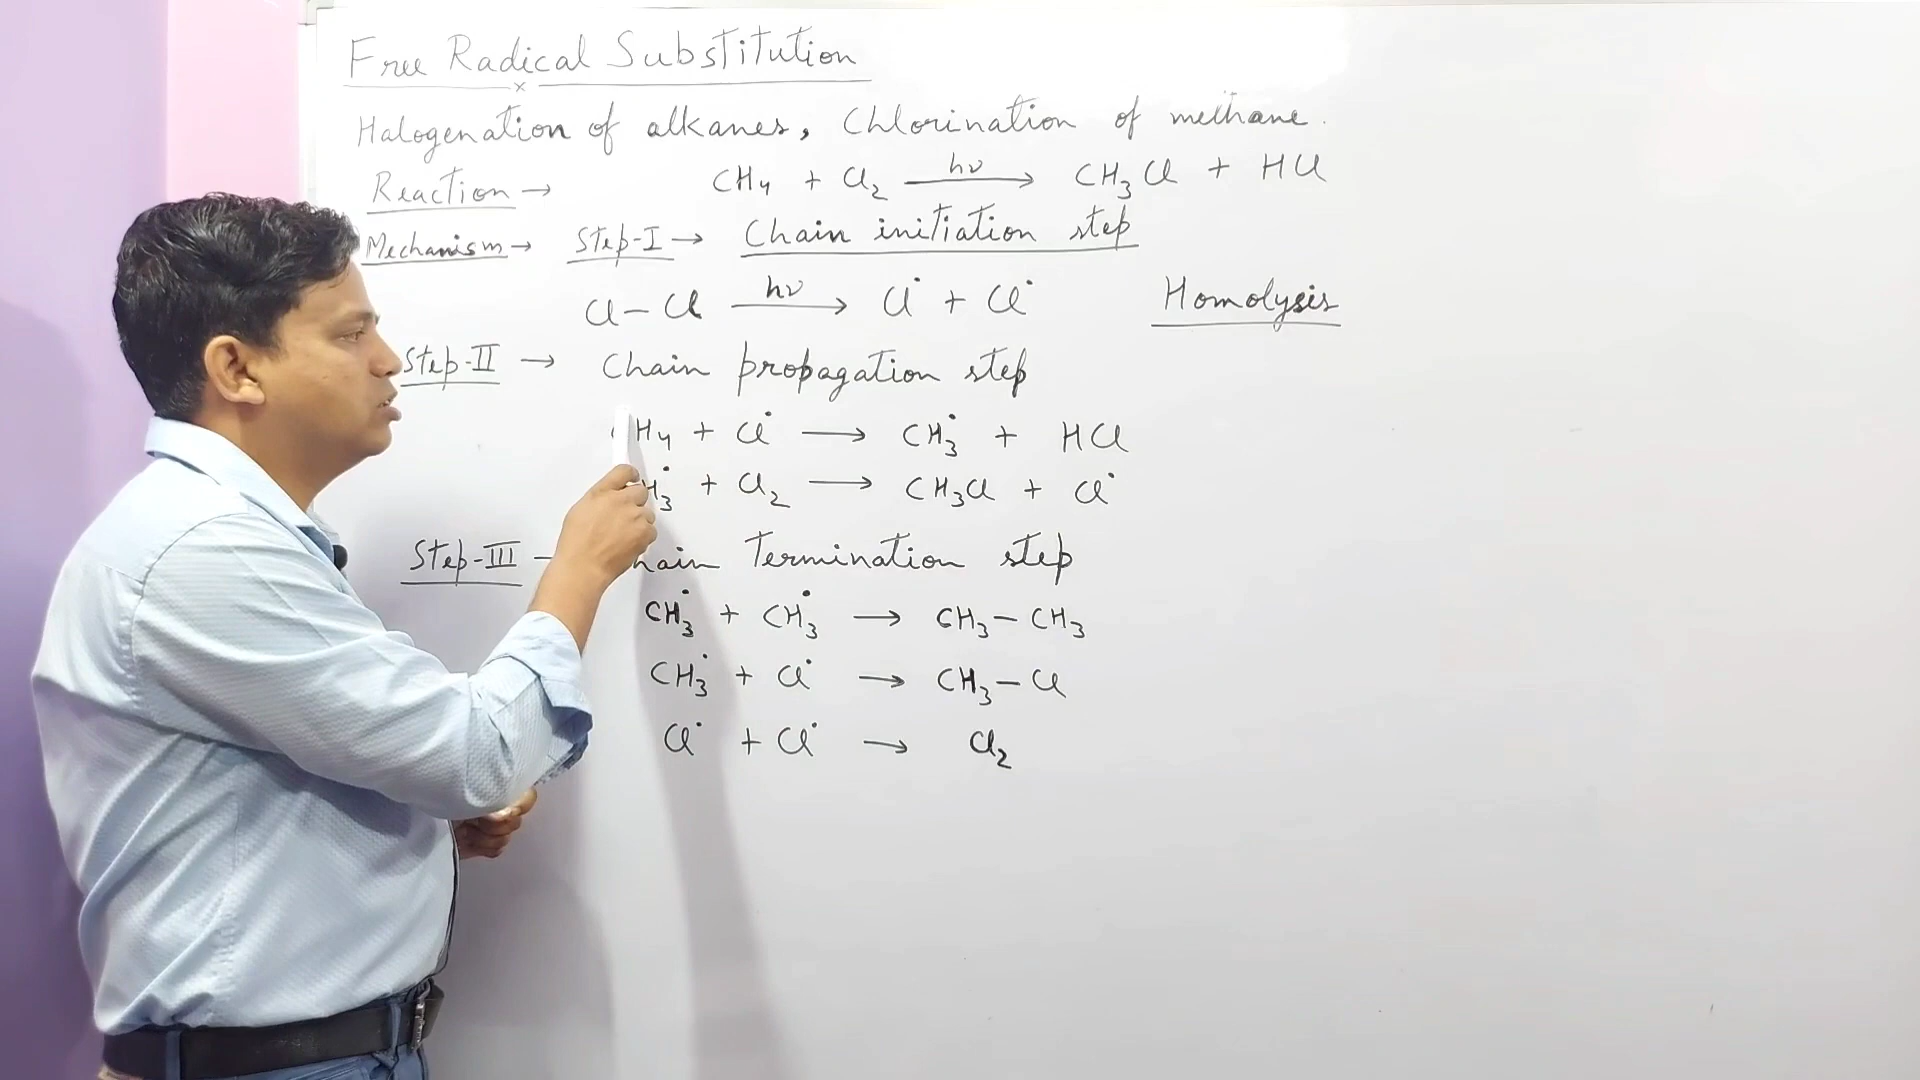 Free Radical Substitution
x
Halogenation of alkanes, Chlorination of methane.
Reaction → CH4 + Cl2 —hν→ CH3Cl + HCl
Mechanism → Step-I → Chain initiation step
Cl – Cl —hν→ Cl• + Cl• Homolysis
Step-II → Chain propagation step
H4 + Cl• → CH3• + HCl
H3• + Cl2 → CH3Cl + Cl•
Step-III – hain Termination step
CH3• + CH3• → CH3 – CH3
CH3• + Cl• → CH3 – Cl
Cl• + Cl• → Cl2